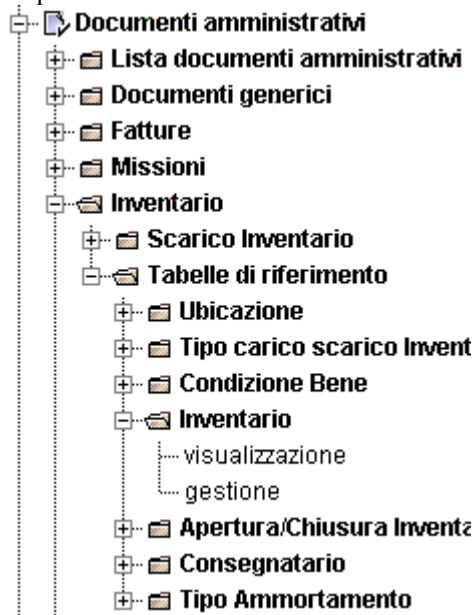 Documenti amministrativi
Lista documenti amministrativi
Documenti generici
Fatture
Missioni
Inventario
Scarico Inventario
Tabelle di riferimento
Ubicazione
Tipo carico scarico Invent
Condizione Bene
Inventario
visualizzazione
gestione
Apertura/Chiusura Inventa
Consegnatario
Tipo Ammortamento